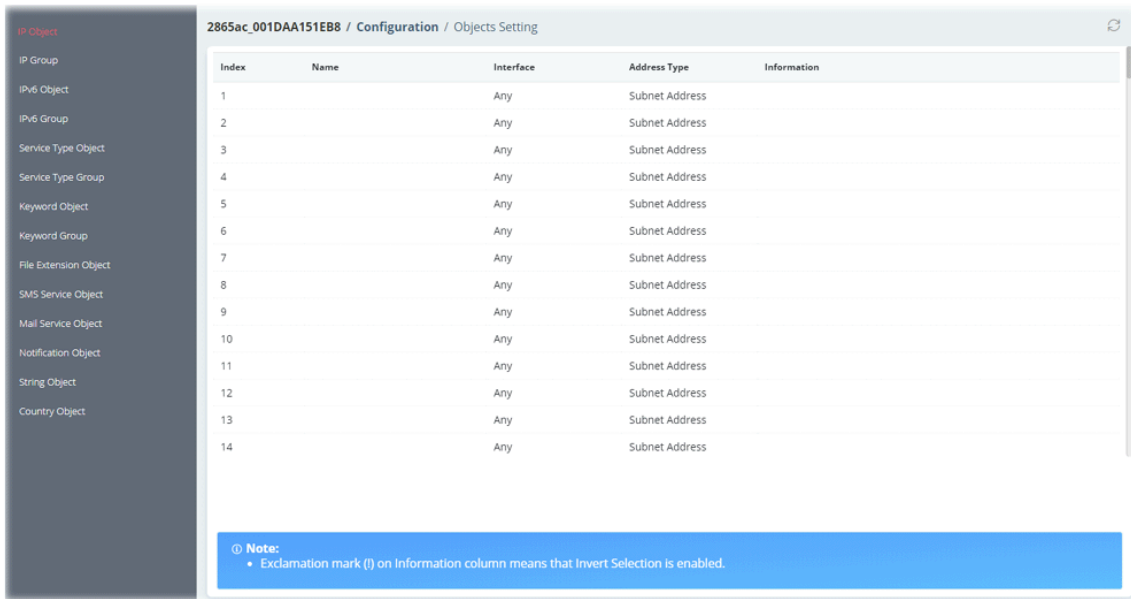 IP Object
IP Group
IPv6 Object
IPv6 Group
Service Type Object
Service Type Group
Keyword Object
Keyword Group
File Extension Object
SMS Service Object
Mail Service Object
Notification Object
String Object
Country Object
2865ac_001DAA151EB8 / Configuration / Objects Setting
Index Name Interface Address Type Information
1 Any Subnet Address
2 Any Subnet Address
3 Any Subnet Address
4 Any Subnet Address
5 Any Subnet Address
6 Any Subnet Address
7 Any Subnet Address
8 Any Subnet Address
9 Any Subnet Address
10 Any Subnet Address
11 Any Subnet Address
12 Any Subnet Address
13 Any Subnet Address
14 Any Subnet Address
Note:
• Exclamation mark (!) on Information column means that Invert Selection is enabled.